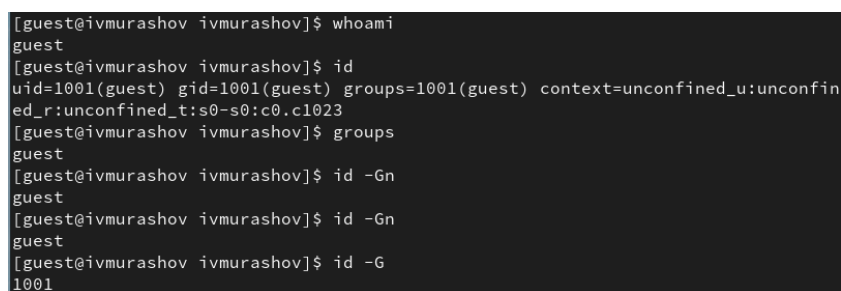 [guest@ivmurashov ivmurashov]$ whoami
guest
[guest@ivmurashov ivmurashov]$ id
uid=1001(guest) gid=1001(guest) groups=1001(guest) context=unconfined_u:unconfin
ed_r:unconfined_t:s0-s0:c0.c1023
[guest@ivmurashov ivmurashov]$ groups
guest
[guest@ivmurashov ivmurashov]$ id -Gn
guest
[guest@ivmurashov ivmurashov]$ id -Gn
guest
[guest@ivmurashov ivmurashov]$ id -G
1001